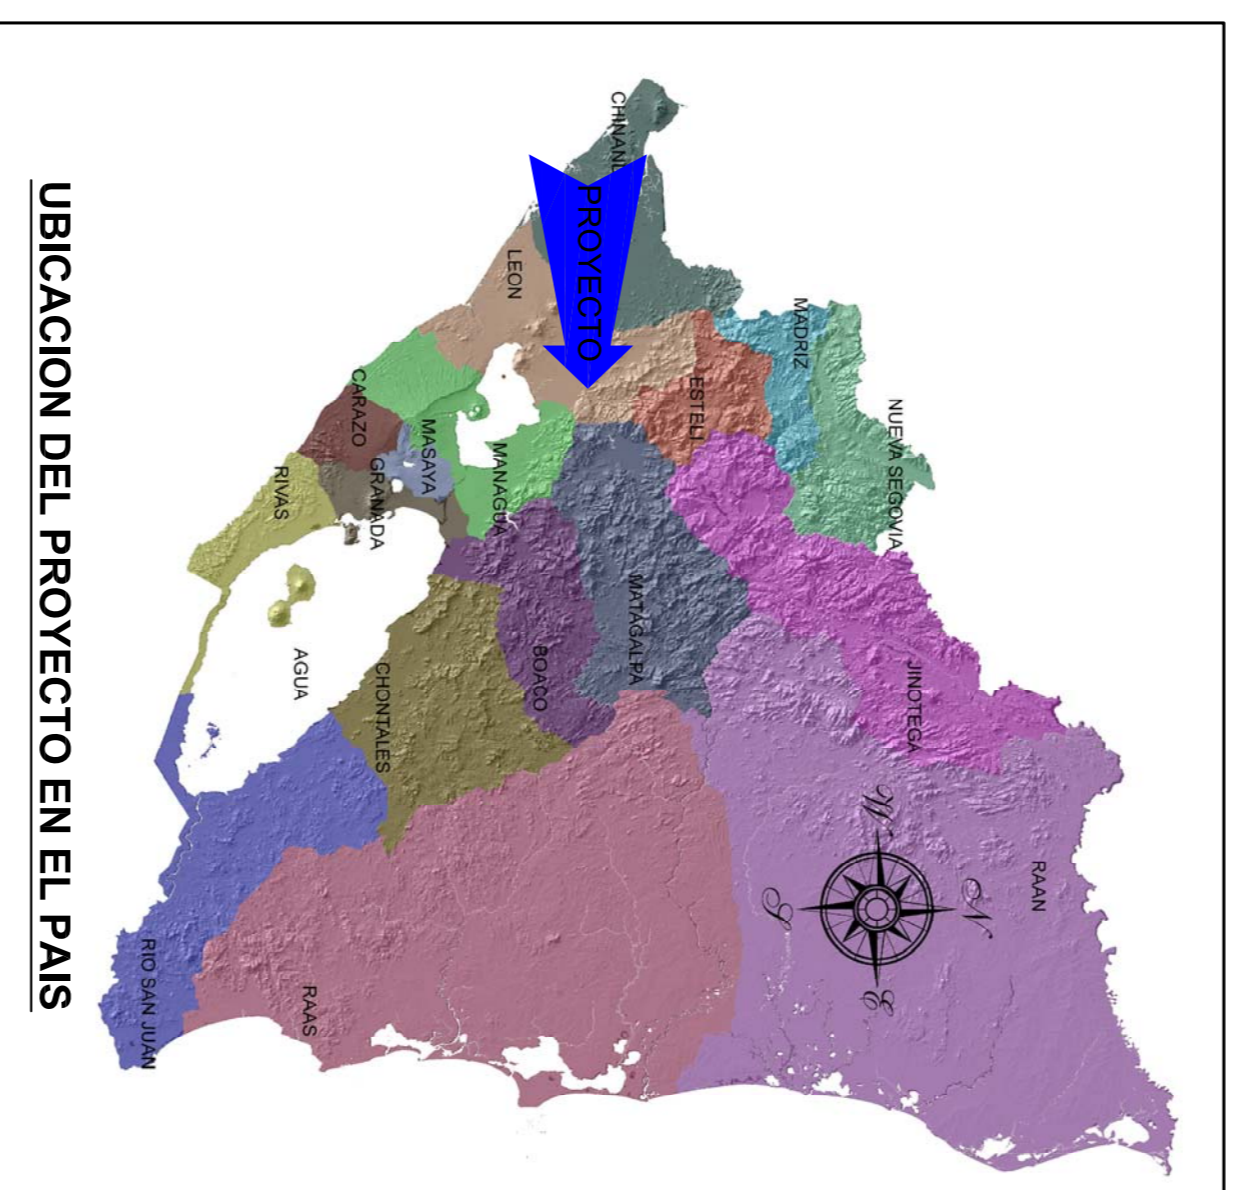 RAAN
N
JINOTEGA
NUEVA SEGOVIA
W
E
MADRIZ
S
ESTELI
MATAGALPA
CHINAN
PROYECTO
BOACO
LEON
MANAGUA
MASAYA
CHONTALES
GRANADA
CARAZO
RAAS
AGUA
RIVAS
RIO SAN JUAN
UBICACION DEL PROYECTO EN EL PAIS